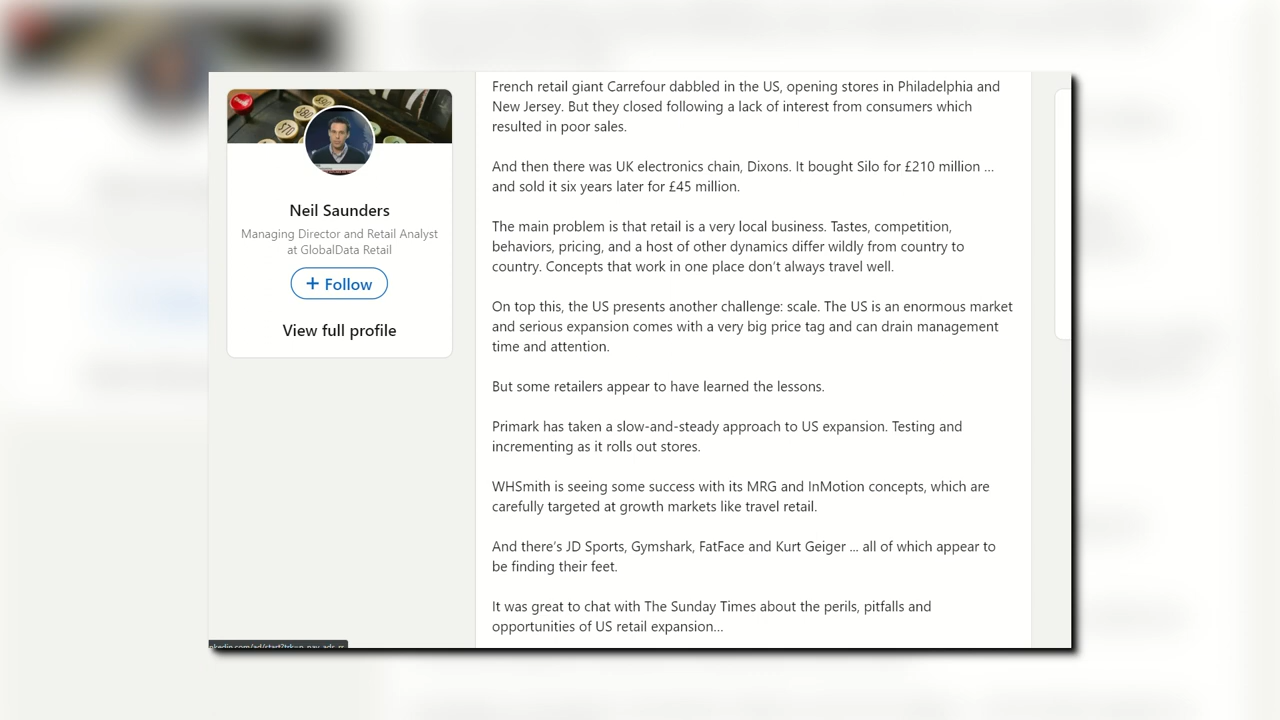 Neil Saunders
Managing Director and Retail Analyst
at GlobalData Retail
+ Follow
View full profile
French retail giant Carrefour dabbled in the US, opening stores in Philadelphia and
New Jersey. But they closed following a lack of interest from consumers which
resulted in poor sales.
And then there was UK electronics chain, Dixons. It bought Silo for £210 million ...
and sold it six years later for £45 million.
The main problem is that retail is a very local business. Tastes, competition,
behaviors, pricing, and a host of other dynamics differ wildly from country to
country. Concepts that work in one place don’t always travel well.
On top this, the US presents another challenge: scale. The US is an enormous market
and serious expansion comes with a very big price tag and can drain management
time and attention.
But some retailers appear to have learned the lessons.
Primark has taken a slow-and-steady approach to US expansion. Testing and
incrementing as it rolls out stores.
WHSmith is seeing some success with its MRG and InMotion concepts, which are
carefully targeted at growth markets like travel retail.
And there’s JD Sports, Gymshark, FatFace and Kurt Geiger ... all of which appear to
be finding their feet.
It was great to chat with The Sunday Times about the perils, pitfalls and
opportunities of US retail expansion...